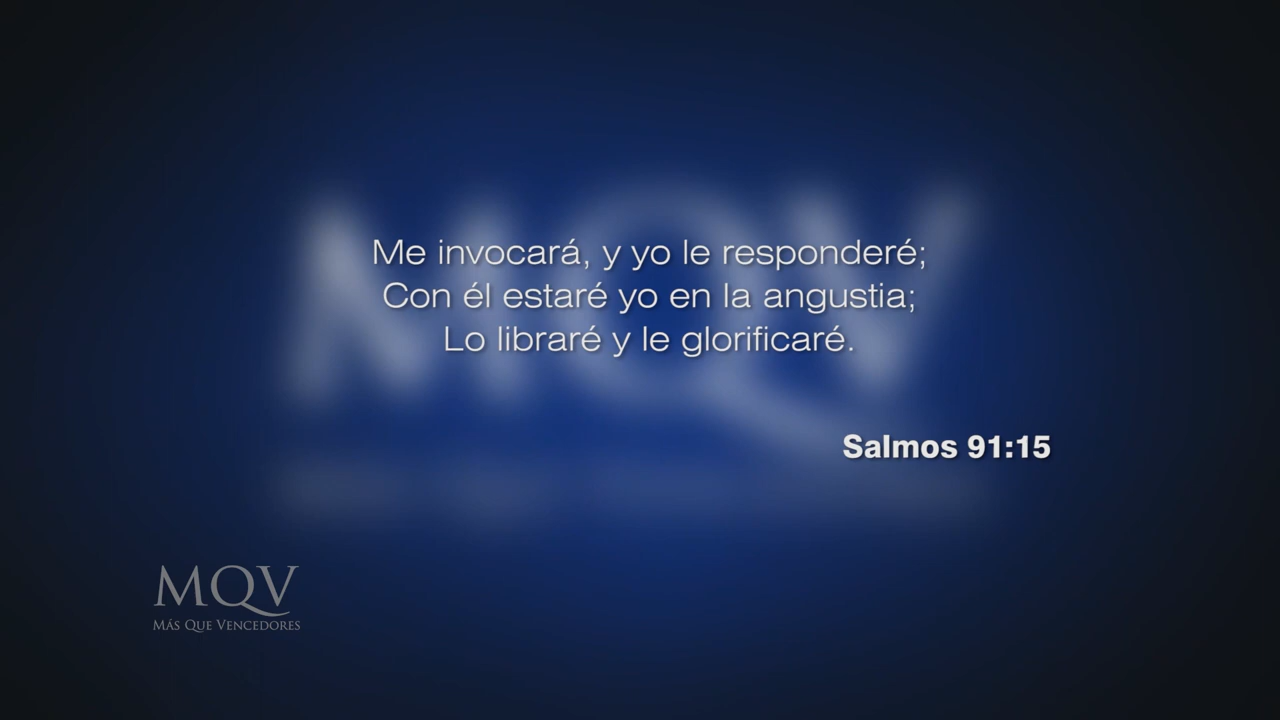 Me invocará, y yo le responderé;
Con él estaré yo en la angustia;
Lo libraré y le glorificaré.
Salmos 91:15
MQV
MÁS QUE VENCEDORES